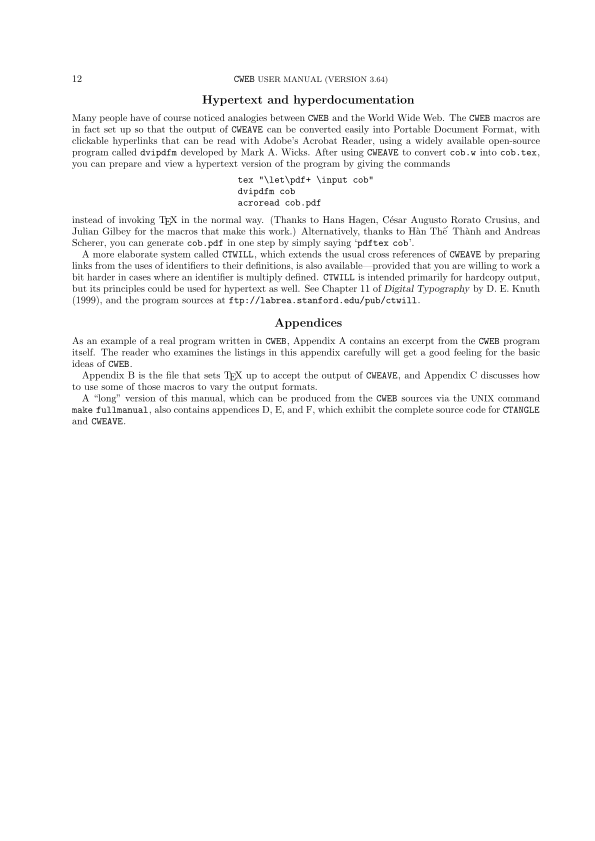 12 CWEB USER MANUAL (VERSION 3.64)
Hypertext and hyperdocumentation
Many people have of course noticed analogies between CWEB and the World Wide Web. The CWEB macros are
in fact set up so that the output of CWEAVE can be converted easily into Portable Document Format, with
clickable hyperlinks that can be read with Adobe's Acrobat Reader, using a widely available open-source
program called dvipdfm developed by Mark A. Wicks. After using CWEAVE to convert cob.w into cob.tex,
you can prepare and view a hypertext version of the program by giving the commands
tex "\let\pdf+ \input cob"
dvipdfm cob
acroread cob.pdf
instead of invoking TEX in the normal way. (Thanks to Hans Hagen, César Augusto Rorato Crusius, and
Julian Gilbey for the macros that make this work.) Alternatively, thanks to Hàn Thế Thành and Andreas
Scherer, you can generate cob.pdf in one step by simply saying ‘pdftex cob’.
A more elaborate system called CTWILL, which extends the usual cross references of CWEAVE by preparing
links from the uses of identifiers to their definitions, is also available—provided that you are willing to work a
bit harder in cases where an identifier is multiply defined. CTWILL is intended primarily for hardcopy output,
but its principles could be used for hypertext as well. See Chapter 11 of Digital Typography by D. E. Knuth
(1999), and the program sources at ftp://labrea.stanford.edu/pub/ctwill.
Appendices
As an example of a real program written in CWEB, Appendix A contains an excerpt from the CWEB program
itself. The reader who examines the listings in this appendix carefully will get a good feeling for the basic
ideas of CWEB.
Appendix B is the file that sets TEX up to accept the output of CWEAVE, and Appendix C discusses how
to use some of those macros to vary the output formats.
A “long” version of this manual, which can be produced from the CWEB sources via the UNIX command
make fullmanual, also contains appendices D, E, and F, which exhibit the complete source code for CTANGLE
and CWEAVE.